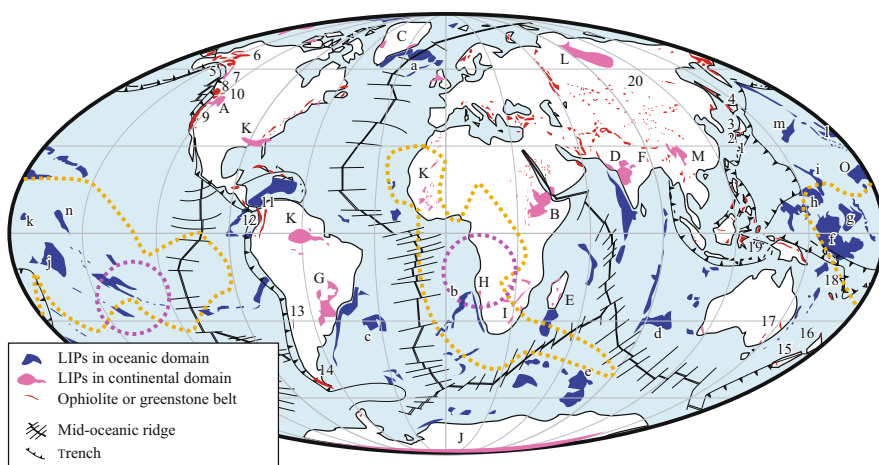 C
6
a
5
7
8
10
A
9
K
L
20
4
3
2
1
m
l
D
F
M
i
O
K
B
h
g
f
k
n
j
11
12
K
19
G
H
b
I
E
18
13
c
d
17
16
15
14
e
J
LIPs in oceanic domain
LIPs in continental domain
Ophiolite or greenstone belt
Mid-oceanic ridge
Trench